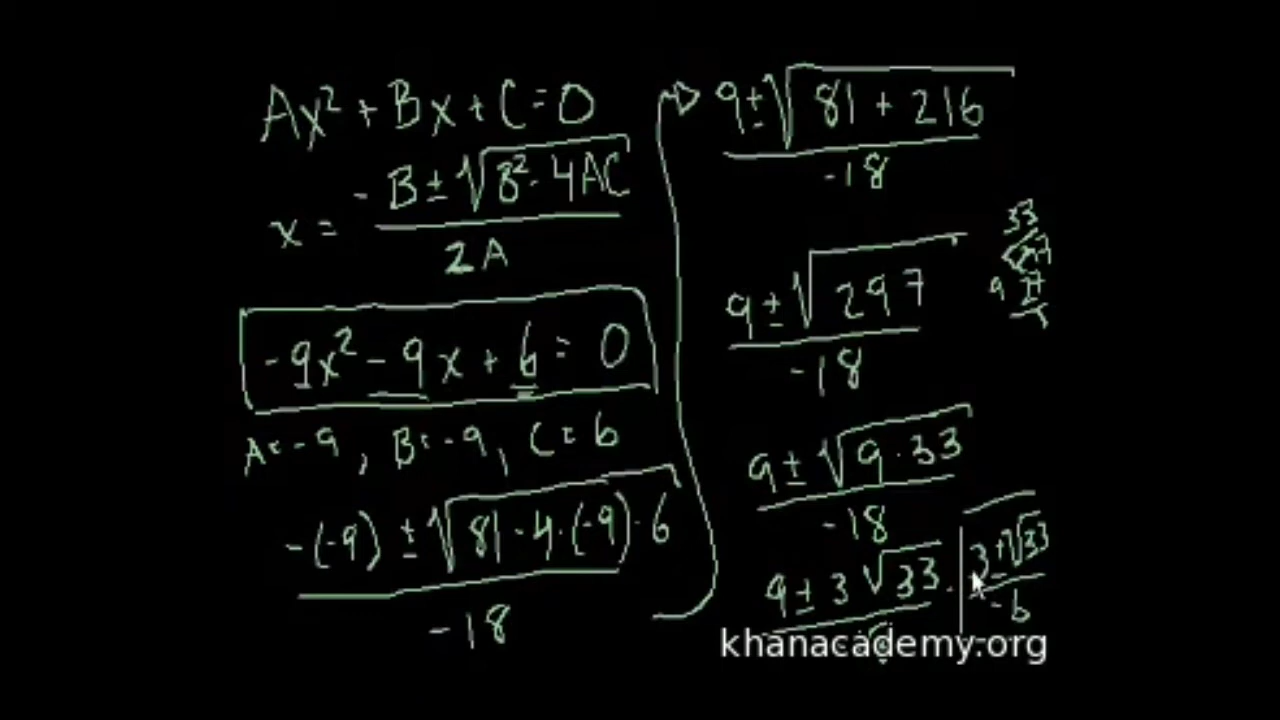 Ax² + Bx + C = 0
x = (-B ± √(B² - 4AC)) / 2A
-9x² - 9x + 6 = 0
A = -9, B = -9, C = 6
(-(-9) ± √(81 - 4·(-9)·6)) / -18
(9 ± √(81 + 216)) / -18
33
9
(9 ± √297) / -18
(9 ± √(9·33)) / -18
9 ± 3√33
(3 ± √33) / -6
khanacademy.org